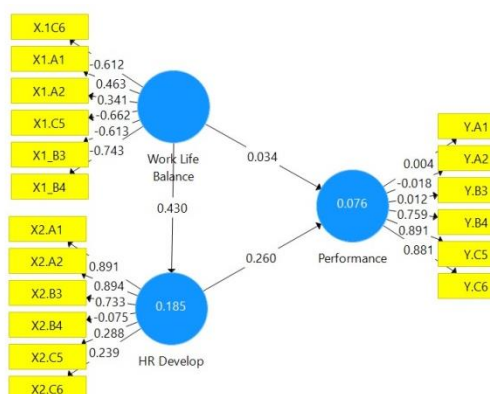 X.1C6
X1.A1
X1.A2
X1.C5
X1_B3
X1_B4
-0.612
0.463
0.341
-0.662
-0.613
-0.743
Work Life
Balance
0.034
0.430
Y.A1
Y.A2
Y.B3
Y.B4
Y.C5
Y.C6
0.004
-0.018
0.012
0.759
0.891
0.881
0.076
Performance
0.260
X2.A1
X2.A2
X2.B3
X2.B4
X2.C5
X2.C6
0.891
0.894
0.733
-0.075
0.288
0.239
0.185
HR Develop